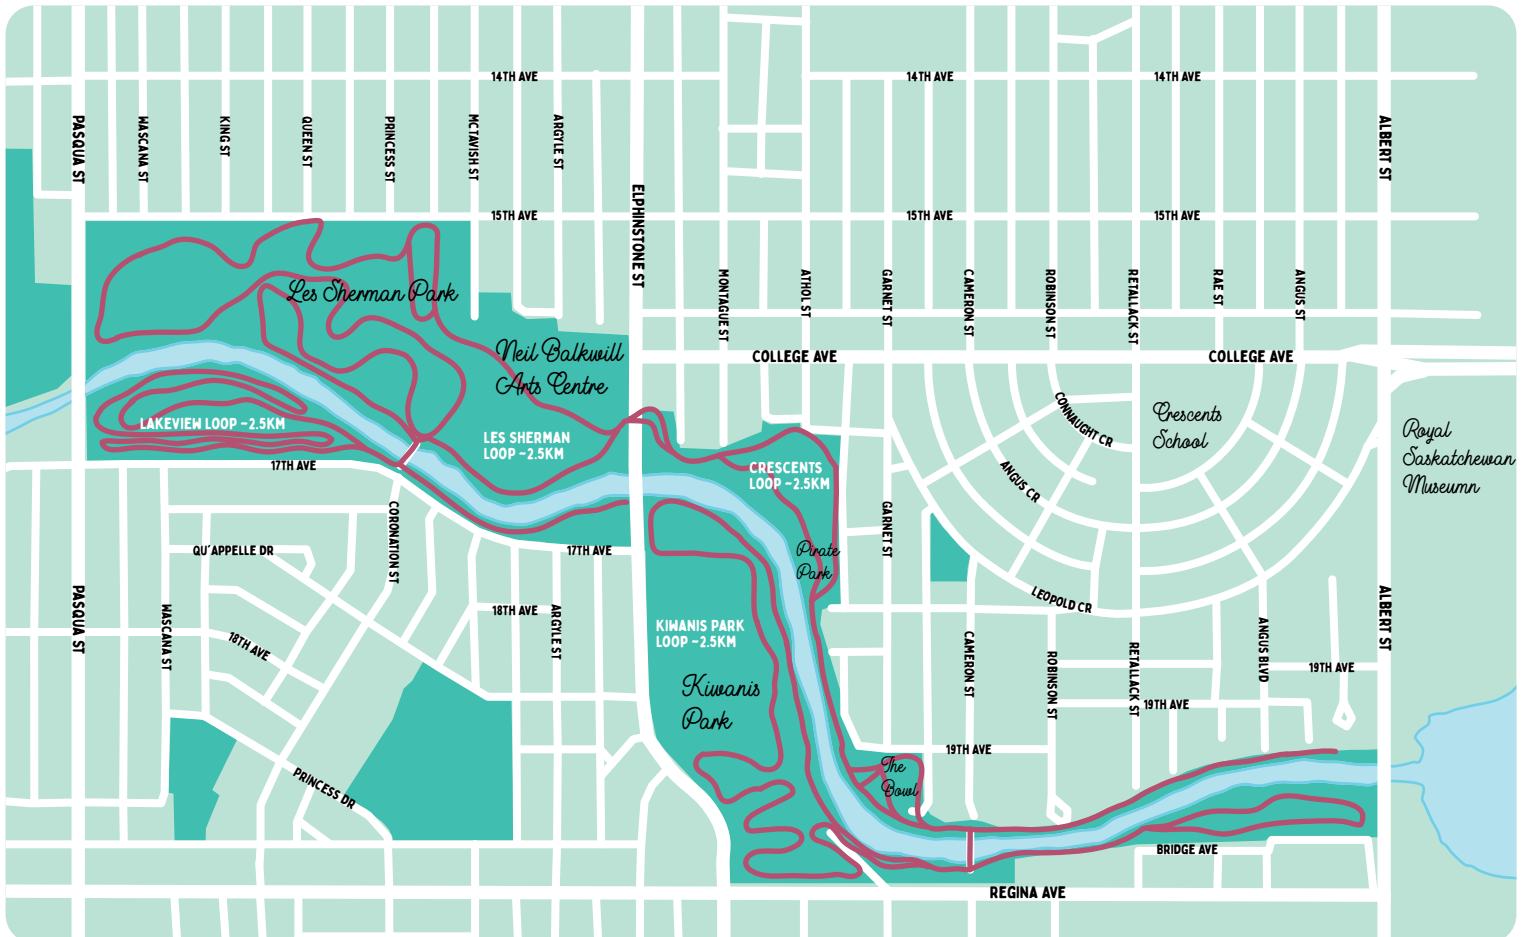 14TH AVE
14TH AVE
14TH AVE
PASQUA ST
WASCANA ST
KING ST
QUEEN ST
PRINCESS ST
MCTAVISH ST
ARGYLE ST
ALBERT ST
ELPHINSTONE ST
15TH AVE
15TH AVE
15TH AVE
MONTAGUE ST
ATHOL ST
GARNET ST
CAMERON ST
ROBINSON ST
RETALLACK ST
RAE ST
ANGUS ST
Les Sherman Park
Neil Balkwill
Arts Centre
COLLEGE AVE
COLLEGE AVE
CONNAUGHT CR
Crescents
School
Royal
Saskatchewan
Museumn
LAKEVIEW LOOP ~2.5KM
LES SHERMAN
LOOP ~2.5KM
17TH AVE
CRESCENTS
LOOP ~2.5KM
ANGUS CR
CORONATION ST
GARNET ST
QU'APPELLE DR
17TH AVE
Pirate
Park
PASQUA ST
WASCANA ST
18TH AVE
18TH AVE
ARGYLE ST
LEOPOLD CR
ALBERT ST
KIWANIS PARK
LOOP ~2.5KM
CAMERON ST
ROBINSON ST
RETALLACK ST
ANGUS BLVD
19TH AVE
Kiwanis
Park
19TH AVE
19TH AVE
The
Bowl
PRINCESS DR
BRIDGE AVE
REGINA AVE